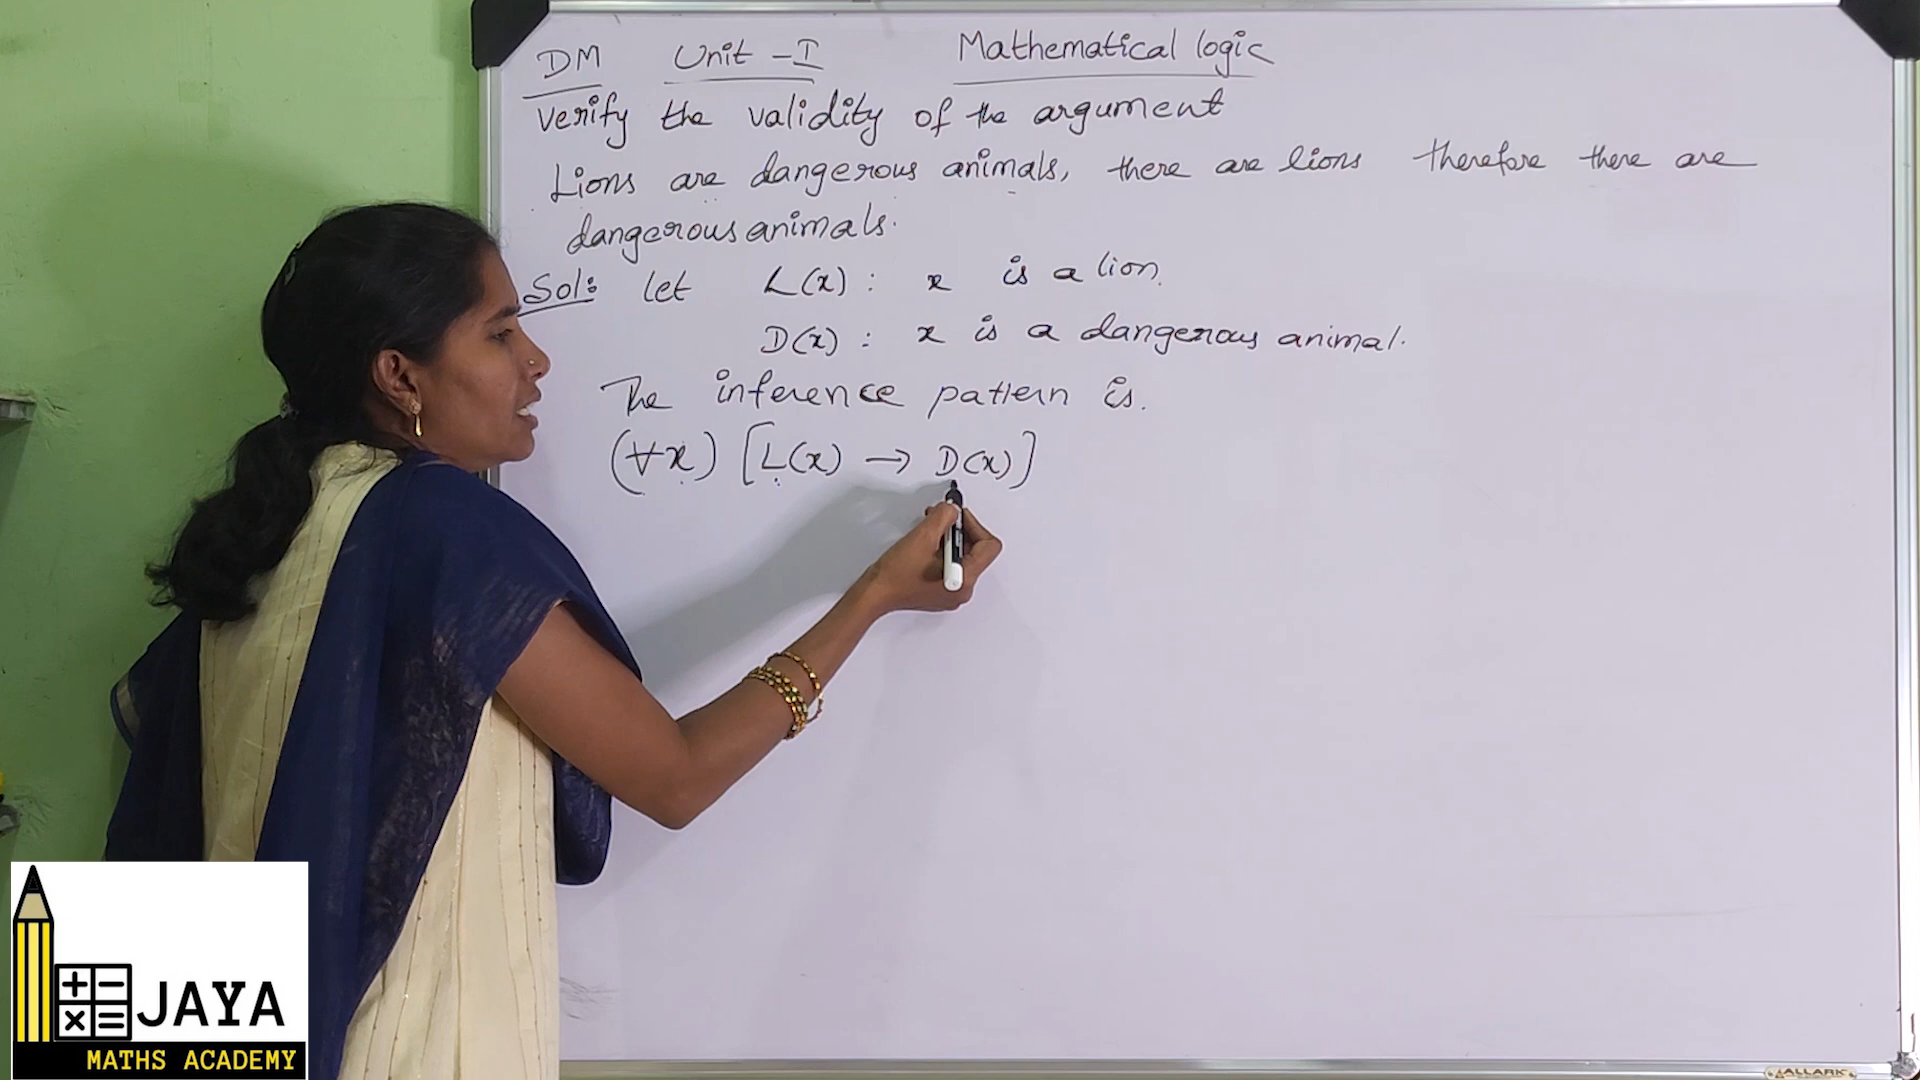 DM Unit - I Mathematical logic
Verify the validity of the argument
Lions are dangerous animals, there are lions therefore there are
dangerous animals.
Sol: let L(x) : x is a lion.
D(x) : x is a dangerous animal.
The inference pattern is.
(∀x) [L(x) → D(x)]
JAYA
MATHS ACADEMY
ALLARK